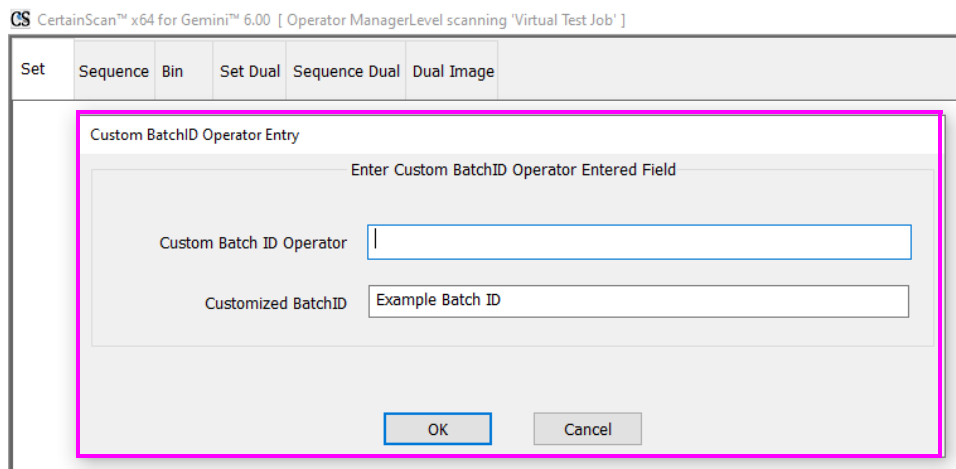 CS CertainScan™ x64 for Gemini™ 6.00 [ Operator ManagerLevel scanning 'Virtual Test Job' ]
Set Sequence Bin Set Dual Sequence Dual Dual Image
Custom BatchID Operator Entry
Enter Custom BatchID Operator Entered Field
Custom Batch ID Operator
Customized BatchID Example Batch ID
OK Cancel